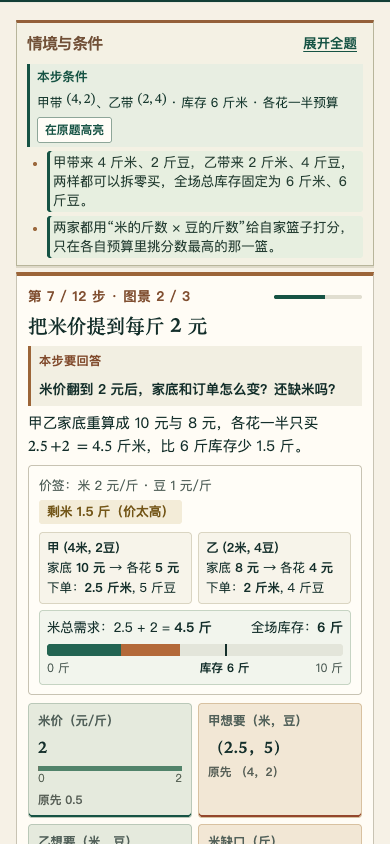 情境与条件 展开全题
本步条件
甲带 (4, 2)、乙带 (2, 4) · 库存 6 斤米 · 各花一半预算
在原题高亮
• 甲带来 4 斤米、2 斤豆，乙带来 2 斤米、4 斤豆，
两样都可以拆零买，全场总库存固定为 6 斤米、6
斤豆。
• 两家都用“米的斤数 × 豆的斤数”给自家篮子打分，
只在各自预算里挑分数最高的那一篮。
第 7 / 12 步 · 图景 2 / 3
把米价提到每斤 2 元
本步要回答
米价翻到 2 元后，家底和订单怎么变？还缺米吗？
甲乙家底重算成 10 元与 8 元，各花一半只买
2.5+2 = 4.5 斤米，比 6 斤库存少 1.5 斤。
价签：米 2 元/斤 · 豆 1 元/斤
剩米 1.5 斤（价太高）
甲 (4米, 2豆)
家底 10 元 → 各花 5 元
下单：2.5 斤米, 5 斤豆
乙 (2米, 4豆)
家底 8 元 → 各花 4 元
下单：2 斤米, 4 斤豆
米总需求：2.5 + 2 = 4.5 斤 全场库存：6 斤
0 斤 库存 6 斤 10 斤
米价（元/斤）
2
0 2
原先 0.5
甲想要（米，豆）
（2.5，5）
原先 （4，2）
乙想要（米，豆）
米缺口（斤）